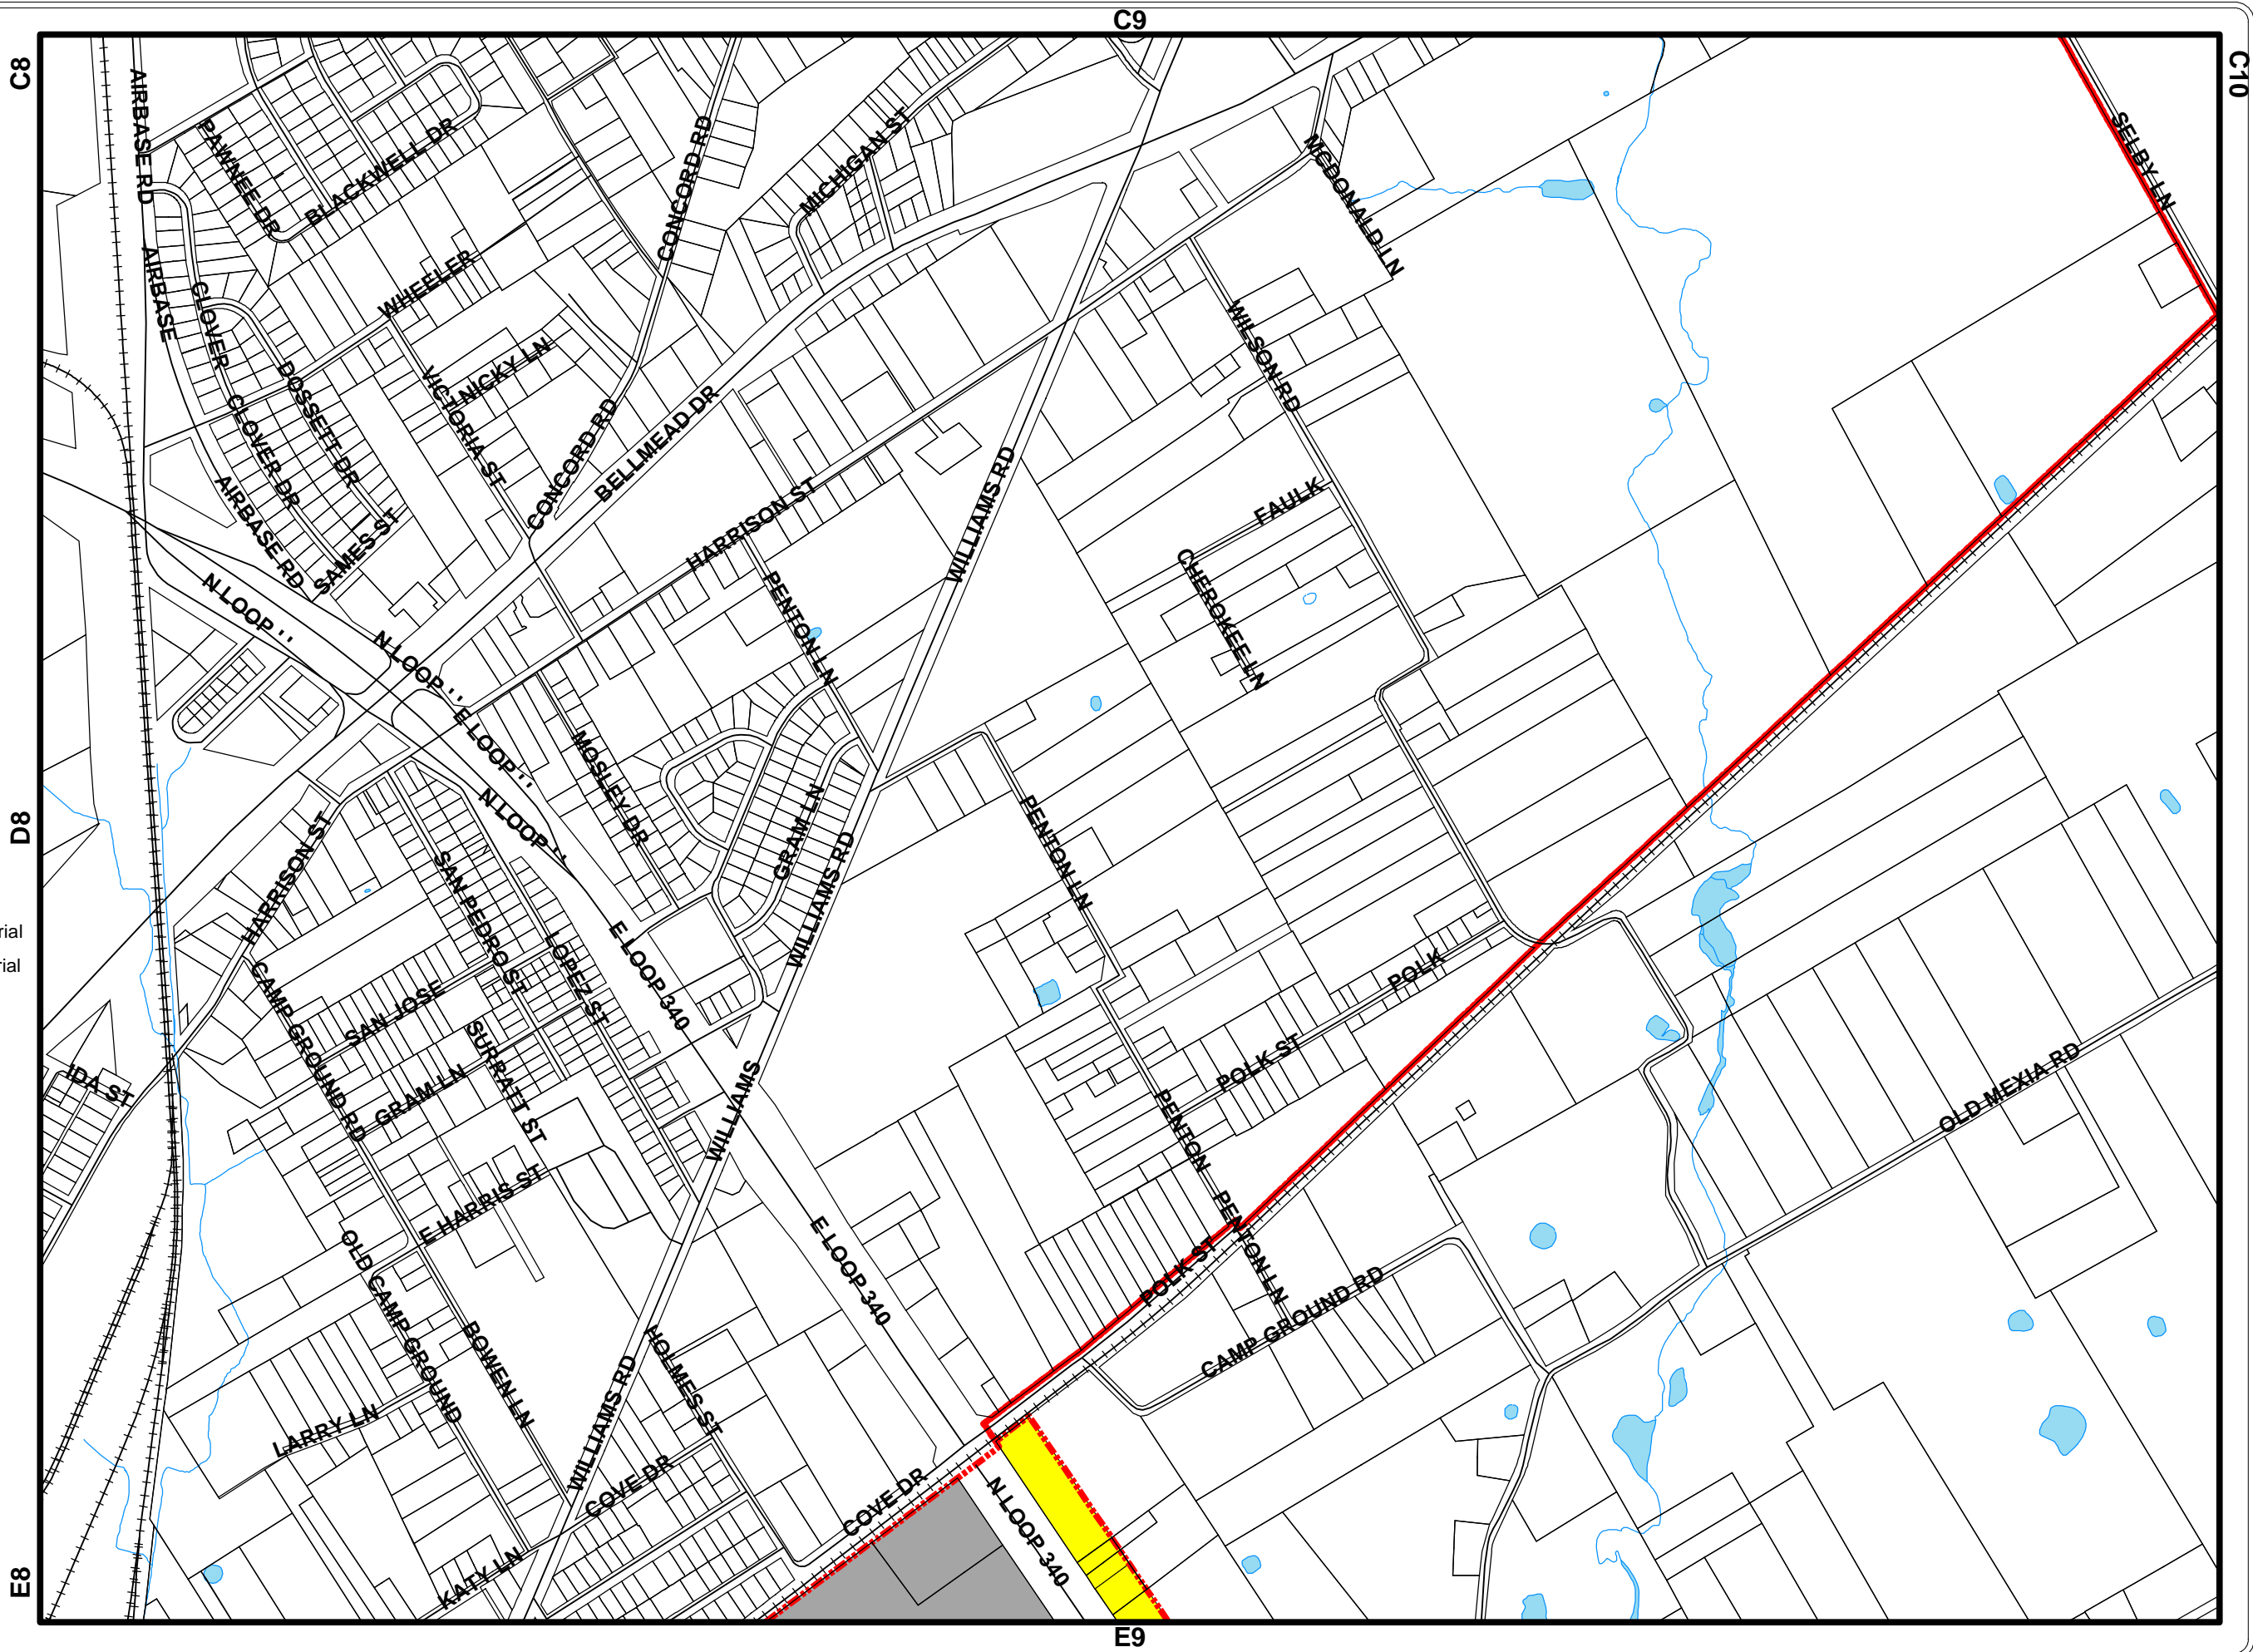 C9
C8
C10
AIRBASE RD
PAWNEE DR
BLACKWELL DR
CONCORD RD
MICHIGAN ST
MCDONALD LN
SELBY LN
AIRBASE
CLOVER
WHEELER
DOSSETT DR
VICTORIA ST
NICKY LN
WILSON RD
CLOVER DR
CONCORD RD
BELLMEAD DR
AIRBASE RD
SAMES ST
HARRISON ST
WILLIAMS RD
FAULK
CHEROKEE LN
N LOOP ' '
N LOOP ' '
PENTON LN
E LOOP ' '
MOSLEY DR
N LOOP ' '
GRAM LN
PENTON LN
D8
HARRISON ST
SAN PEDRO ST
WILLIAMS RD
rial
rial
LOPEZ ST
E LOOP 340
CAMP GROUND RD
SAN JOSE
SURRATT ST
POLK
POLK ST
IDA ST
GRAM LN
WILLIAMS
PENTON
OLD MEXIA RD
E HARRIS ST
PENTON LN
POLK ST
OLD CAMP GROUND
E LOOP 340
CAMP GROUND RD
BOWEN LN
HOLMES ST
WILLIAMS RD
LARRY LN
COVE DR
COVE DR
N LOOP 340
KATY LN
E8
E9